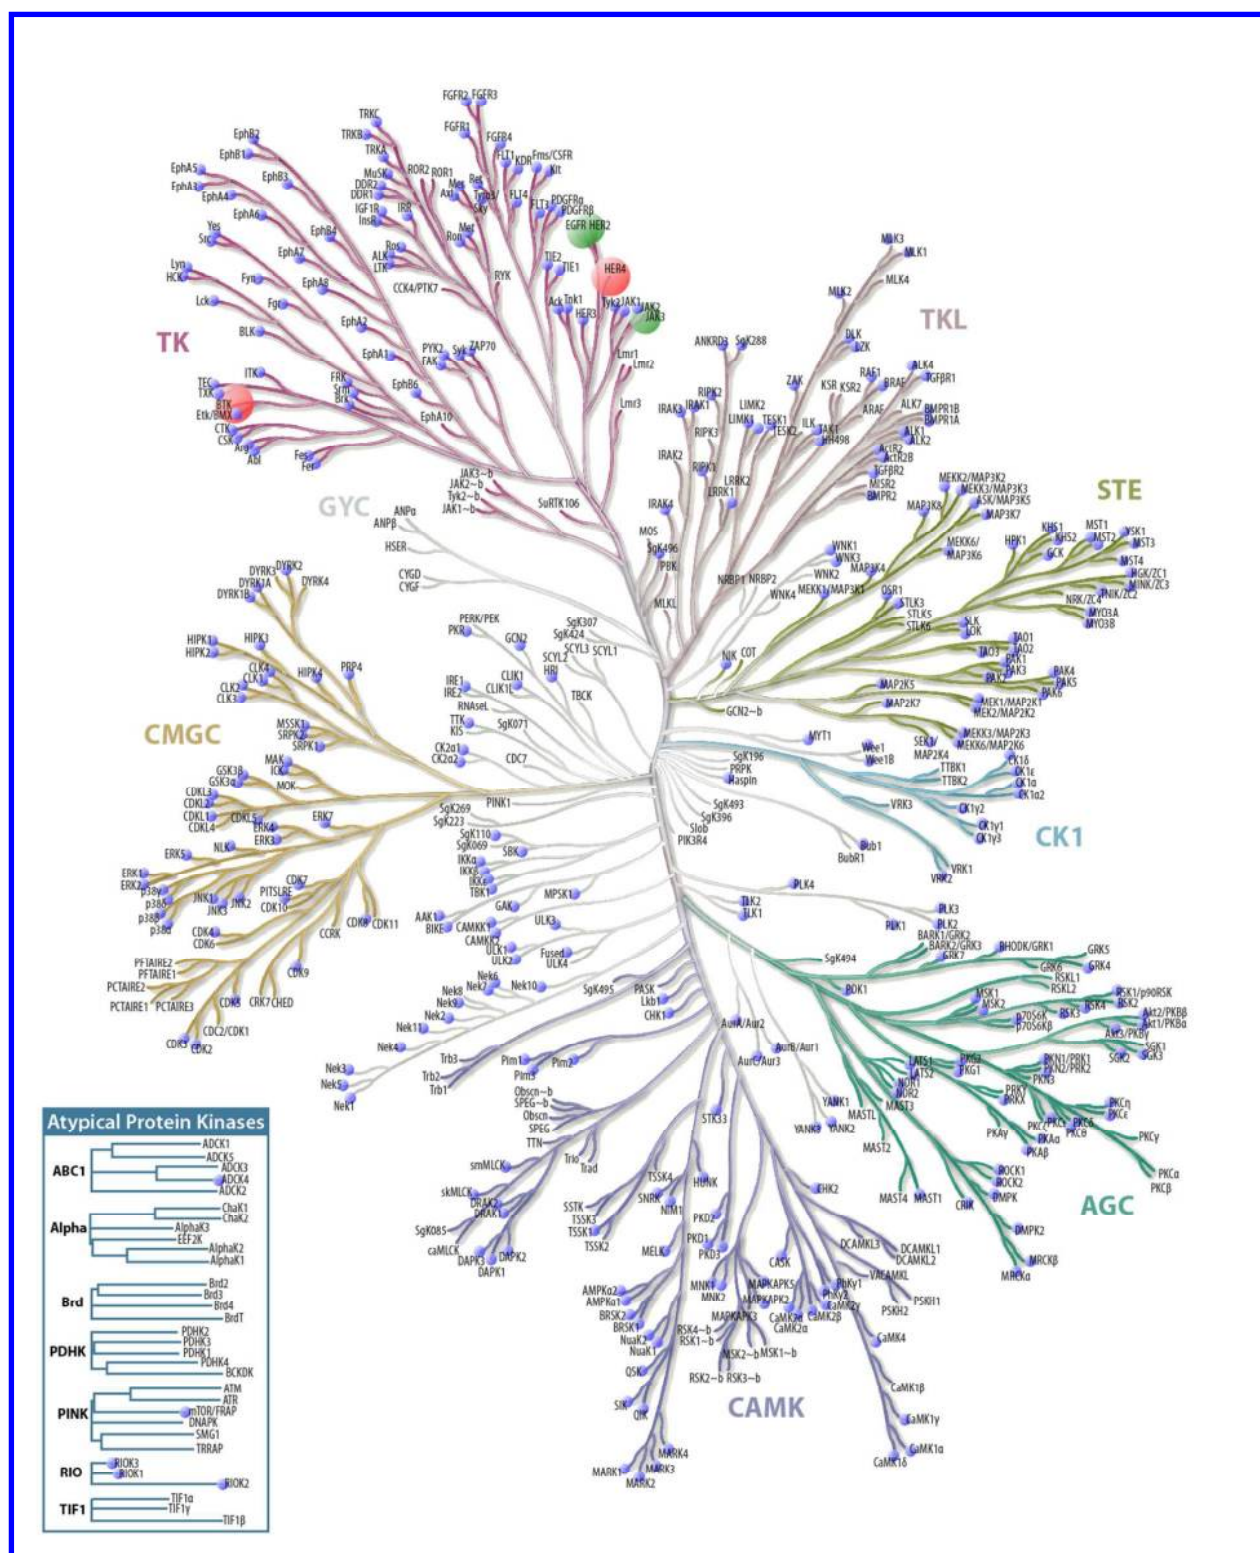 FGFR2 FGFR3
TRKC
FGFR1
TRKB
FGFR4
TRKA
EphB2
EphB1
FLT1
KDR
Fms/CSFR
Kit
MuSK
ROR2
ROR1
EphA5
EphA3
EphB3
DDR2
DDR1
Mer
Axl
Ret
Tyro3/
Sky
FLT4
EphA4
IGF1R
InsR
IRR
FLT3
PDGFRα
PDGFRβ
EphA6
EGFR HER2
Yes
Src
EphB4
Met
Ron
Ros
ALK
LTK
MLK3
MLK1
EphA7
TIE2
TIE1
HER4
Lyn
HCK
Fyn
EphA8
RYK
CCK4/PTK7
MLK4
MLK2
Lck
Fgr
Ack
Tnk1
HER3
Tyk2
JAK1
JAK2
JAK3
TKL
BLK
EphA2
TK
DLK
LZK
ANKRD3
SgK288
PYK2
FAK
Syk
ZAP70
EphA1
Lmr1
Lmr2
ITK
FRK
Srm
Brk
EphB6
ZAK
KSR
KSR2
RAF1
BRAF
ALK4
TGFβR1
TEC
TXK
BTK
Etk/BMX
RIPK2
IRAK3
IRAK1
LIMK2
LIMK1
TESK1
TESK2
ILK
TAK1
HH498
ARAF
ALK7
BMPR1B
BMPR1A
Lmr3
EphA10
CTK
CSK
Arg
Abl
RIPK3
ALK1
ALK2
ActR2
ActR2B
Fes
Fer
IRAK2
RIPK1
LRRK2
LRRK1
TGFβR2
MISR2
BMPR2
JAK3~b
JAK2~b
Tyk2~b
JAK1~b
SuRTK106
IRAK4
MEKK2/MAP3K2
MEKK3/MAP3K3
ASK/MAP3K5
MAP3K8
MAP3K7
STE
GYC
ANPα
ANPβ
HSER
MOS
SgK496
PBK
WNK1
WNK3
WNK2
WNK4
MEKK6/
MAP3K6
MAP3K4
HPK1
KHS1
KHS2
GCK
MST1
MST2
YSK1
MST3
MST4
CYGD
CYGF
MLKL
NRBP1
NRBP2
MEKK1/MAP3K1
OSR1
STLK3
STLK5
STLK6
HGK/ZC1
MINK/ZC3
TNIK/ZC2
NRK/ZC4
MYO3A
MYO3B
DYRK2
DYRK3
DYRK1A
DYRK1B
DYRK4
PERK/PEK
PKR
GCN2
SgK307
SgK424
SCYL3
SCYL2
SCYL1
HRI
TBCK
SLK
LOK
TAO1
TAO2
TAO3
NIK
COT
HIPK1
HIPK3
HIPK2
CLK4
CLK1
CLK2
CLK3
HIPK4
PRP4
IRE1
IRE2
CLIK1
CLIK1L
RNAseL
PAK1
PAK3
PAK2
PAK4
PAK5
PAK6
MAP2K5
MAP2K7
MEK1/MAP2K1
MEK2/MAP2K2
GCN2~b
TTK
KIS
SgK071
CMGC
MSSK1
SRPK2
SRPK1
CK2α1
CK2α2
CDC7
MYT1
Wee1
Wee1B
SEK1/
MAP2K4
MEKK3/MAP2K3
MEKK6/MAP2K6
SgK196
PRPK
Haspin
TTBK1
TTBK2
CK1δ
CK1ε
CK1α
CK1α2
MAK
ICK
MOK
GSK3β
GSK3α
CDKL3
CDKL2
CDKL1
CDKL4
CDKL5
ERK7
ERK4
ERK3
NLK
PINK1
SgK269
SgK223
SgK493
SgK396
Slob
PIK3R4
VRK3
CK1γ2
CK1γ1
CK1γ3
CK1
SgK110
SgK069
SBK
Bub1
BubR1
VRK1
VRK2
ERK5
ERK1
ERK2
p38γ
p38δ
p38β
p38α
JNK1
JNK3
JNK2
CDK7
PITSLRE
CDK10
CDK4
CDK6
CDK8
CDK11
CCRK
IKKα
IKKβ
IKKε
TBK1
MPSK1
GAK
PLK4
TLK2
TLK1
PLK3
PLK1
PLK2
AAK1
BIKE
CAMKK1
CAMKK2
ULK3
ULK1
ULK2
Fused
ULK4
BARK1/GRK2
BARK2/GRK3
RHODK/GRK1
GRK7
GRK5
GRK6
GRK4
PFTAIRE2
PFTAIRE1
PCTAIRE2
PCTAIRE1
PCTAIRE3
CDK9
CDK5
CRK7
CHED
CDC2/CDK1
CDK3
CDK2
SgK494
PDK1
Nek6
Nek7
Nek8
Nek9
Nek10
Nek2
Nek11
Nek4
Nek3
Nek5
Nek1
SgK495
PASK
Lkb1
CHK1
MSK1
MSK2
RSKL1
RSKL2
RSK1/p90RSK
RSK2
RSK4
RSK3
p70S6K
p70S6Kβ
Akt2/PKBβ
Akt1/PKBα
Akt3/PKBγ
AurA/Aur2
AurB/Aur1
AurC/Aur3
SGK1
SGK2
SGK3
Trb3
Trb2
Trb1
Pim1
Pim2
Pim3
LATS1
LATS2
NDR1
NDR2
PKG2
PKG1
PKN1/PRK1
PKN2/PRK2
PKN3
PRKY
PRKX
Obscn~b
SPEG~b
Obscn
SPEG
TTN
STK33
YANK1
YANK3
YANK2
MASTL
MAST3
MAST2
PKCη
PKCε
PKCζ
PKCι
PKCδ
PKCθ
PKCγ
PKCα
PKCβ
PKAγ
PKAα
PKAβ
AGC
Trio
Trad
smMLCK
skMLCK
DRAK2
DRAK1
SgK085
caMLCK
DAPK3
DAPK2
DAPK1
TSSK4
SSTK
TSSK3
TSSK1
TSSK2
SNRK
NIM1
HUNK
CHK2
MAST4
MAST1
CRIK
ROCK1
ROCK2
DMPK
DMPK2
MRCKβ
MRCKα
PKD2
PKD1
PKD3
MELK
CASK
DCAMKL3
DCAMKL1
DCAMKL2
VACAMKL
PSKH1
PSKH2
AMPKα2
AMPKα1
BRSK2
BRSK1
NuaK2
NuaK1
MNK1
MNK2
MAPKAPK5
MAPKAPK2
MAPKAPK3
PhKγ1
PhKγ2
CaMK2γ
CaMK2β
CaMK2δ
CaMK2α
RSK4~b
RSK1~b
MSK2~b
MSK1~b
RSK2~b
RSK3~b
QSK
SIK
QIK
CaMK4
CaMK1β
CaMK1γ
CaMK1α
CaMK1δ
CAMK
MARK4
MARK1
MARK3
MARK2
Atypical Protein Kinases
ABC1
ADCK1
ADCK5
ADCK3
ADCK4
ADCK2
Alpha
ChaK1
ChaK2
AlphaK3
EEF2K
AlphaK2
AlphaK1
Brd
Brd2
Brd3
Brd4
BrdT
PDHK
PDHK2
PDHK3
PDHK1
PDHK4
BCKDK
PINK
ATM
ATR
mTOR/FRAP
DNAPK
SMG1
TRRAP
RIO
RIOK3
RIOK1
RIOK2
TIF1
TIF1α
TIF1γ
TIF1β